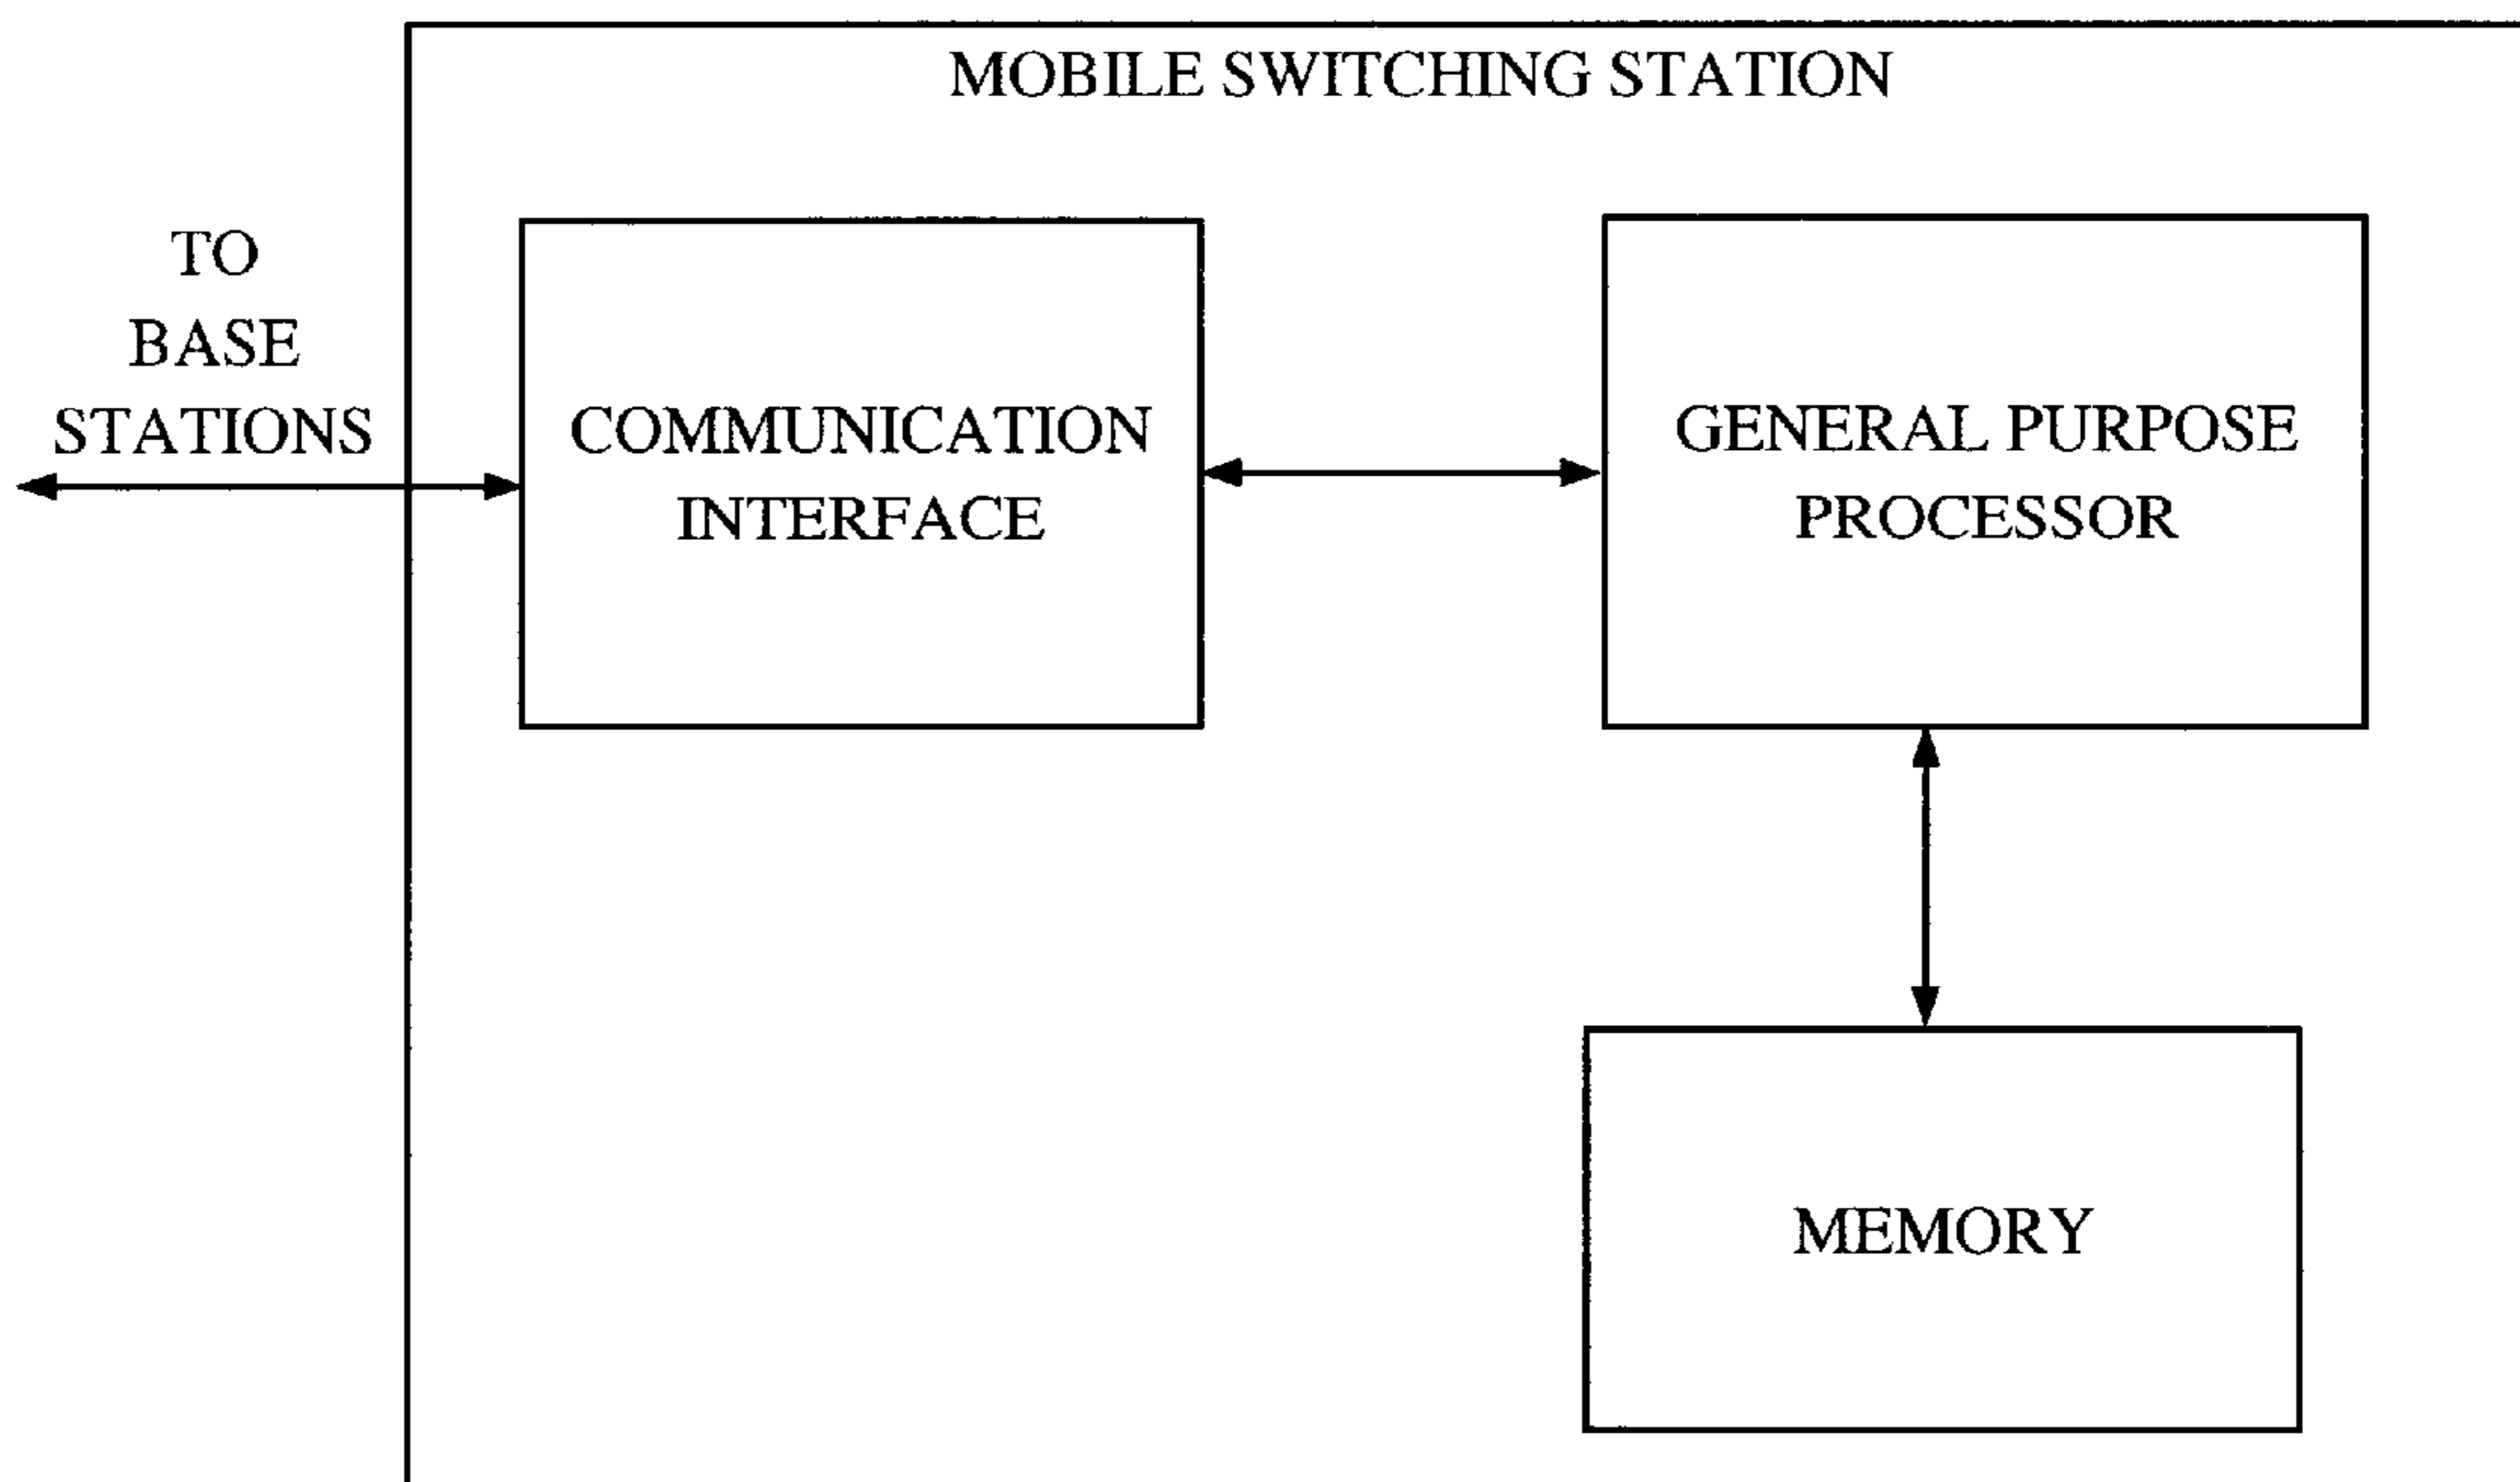 MOBILE SWITCHING STATION
TO
BASE
STATIONS
COMMUNICATION
INTERFACE
GENERAL PURPOSE
PROCESSOR
MEMORY